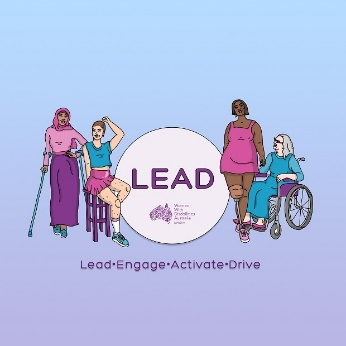 LEAD
Women
With
Disabilities
Australia
Lead•Engage•Activate•Drive